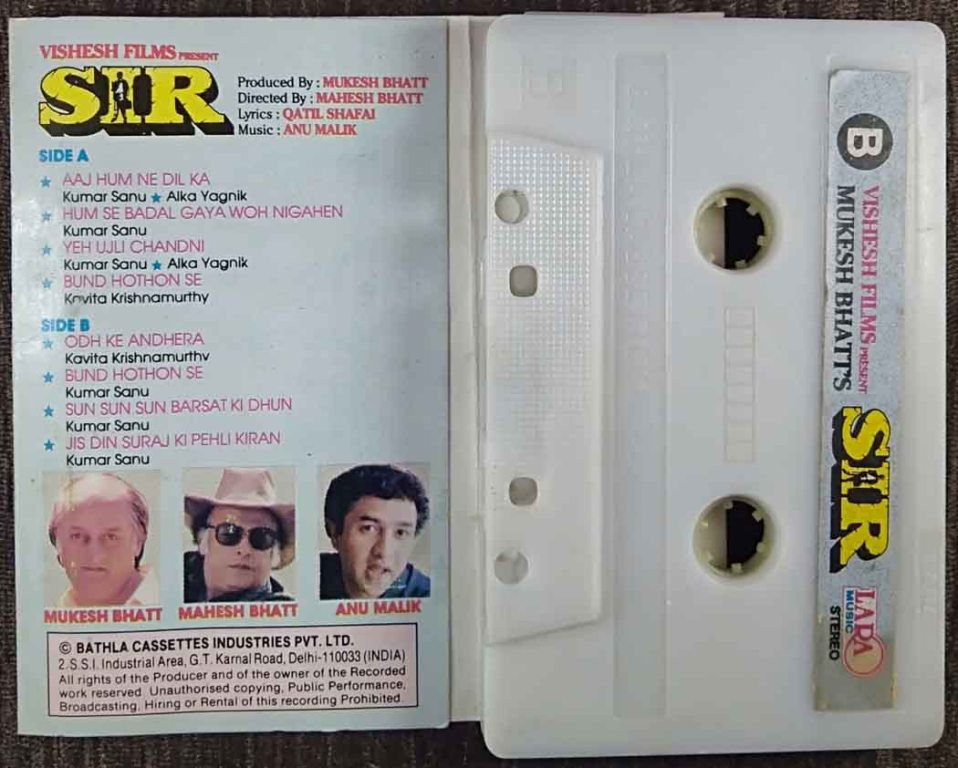 VISHESH FILMS PRESENT
SIR
Produced By : MUKESH BHATT
Directed By : MAHESH BHATT
Lyrics : QATIL SHAFAI
Music : ANU MALIK
SIDE A
★ AAJ HUM NE DIL KA
Kumar Sanu ★ Alka Yagnik
★ HUM SE BADAL GAYA WOH NIGAHEN
Kumar Sanu
★ YEH UJLI CHANDNI
Kumar Sanu ★ Alka Yagnik
★ BUND HOTHON SE
Kavita Krishnamurthy
SIDE B
★ ODH KE ANDHERA
Kavita Krishnamurthy
★ BUND HOTHON SE
Kumar Sanu
★ SUN SUN SUN BARSAT KI DHUN
Kumar Sanu
★ JIS DIN SURAJ KI PEHLI KIRAN
Kumar Sanu
MUKESH BHATT
MAHESH BHATT
ANU MALIK
© BATHLA CASSETTES INDUSTRIES PVT. LTD.
2.S.S.I. Industrial Area, G.T. Karnal Road, Delhi-110033 (INDIA)
All rights of the Producer and of the owner of the Recorded
work reserved. Unauthorised copying, Public Performance,
Broadcasting, Hiring or Rental of this recording Prohibited.
B
VISHESH FILMS PRESENT
MUKESH BHATT'S
SIR
LARA
MUSIC
STEREO